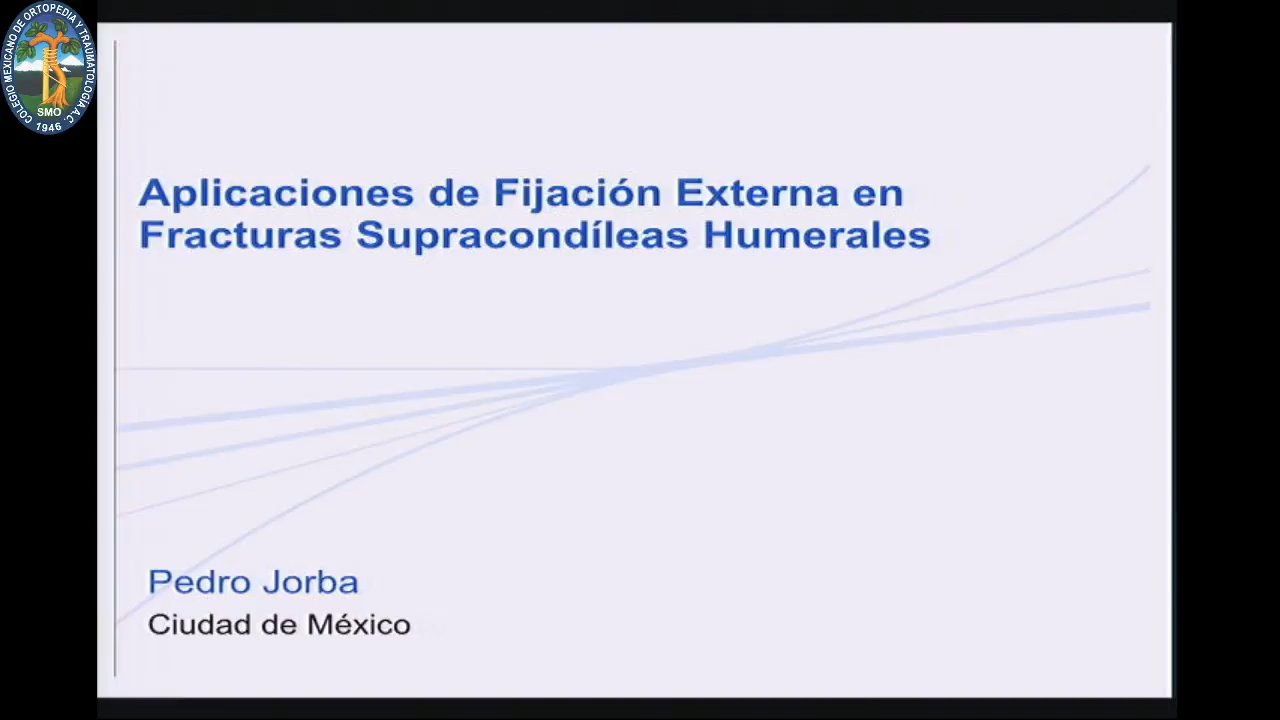 COLEGIO MEXICANO DE ORTOPEDIA Y TRAUMATOLOGIA A.C.
SMO
1946
Aplicaciones de Fijación Externa en
Fracturas Supracondíleas Humerales
Pedro Jorba
Ciudad de México